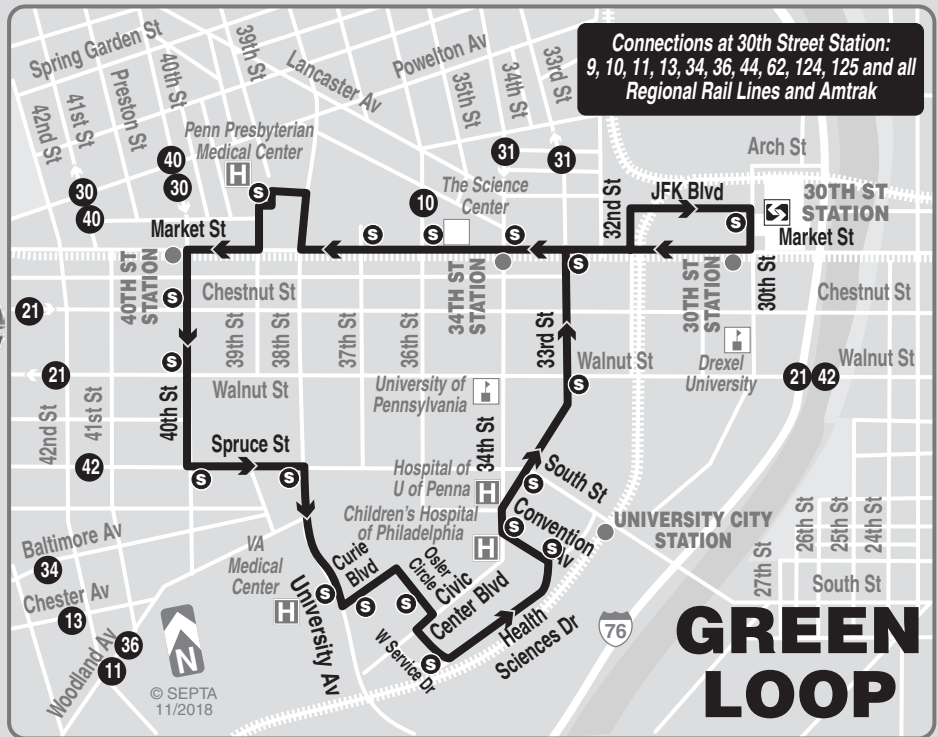 Spring Garden St
39th St
Lancaster Av
Powelton Av
35th St
34th St
33rd St
Connections at 30th Street Station:
9, 10, 11, 13, 34, 36, 44, 62, 124, 125 and all
Regional Rail Lines and Amtrak
42nd St
41st St
Preston St
40th St
Penn Presbyterian
Medical Center
H
S
40
30
30
40
31
31
Arch St
10
The Science
Center
32nd St
JFK Blvd
30TH ST
STATION
S
Market St
Market St
S
S
S
S
40TH ST
STATION
34TH ST
STATION
30TH ST
STATION
30th St
S
Chestnut St
Chestnut St
21
39th St
38th St
37th St
36th St
33rd St
S
Walnut St
Walnut St
Drexel
University
21
42
21
Walnut St
University of
Pennsylvania
S
42nd St
41st St
40th St
34th St
Spruce St
42
S
S
Hospital of
U of Penna
H
S
South St
Children's Hospital
of Philadelphia
H
S
Convention
AV
S
UNIVERSITY CITY
STATION
27th St
26th St
25th St
24th St
South St
Baltimore Av
34
Chester Av
13
VA
Medical
Center
H
Curie
Blvd
Osler
Circle
Civic
Center Blvd
S
S
S
University Av
W Service Dr
S
Health
Sciences Dr
76
Woodland Av
36
11
N
© SEPTA
11/2018
GREEN
LOOP